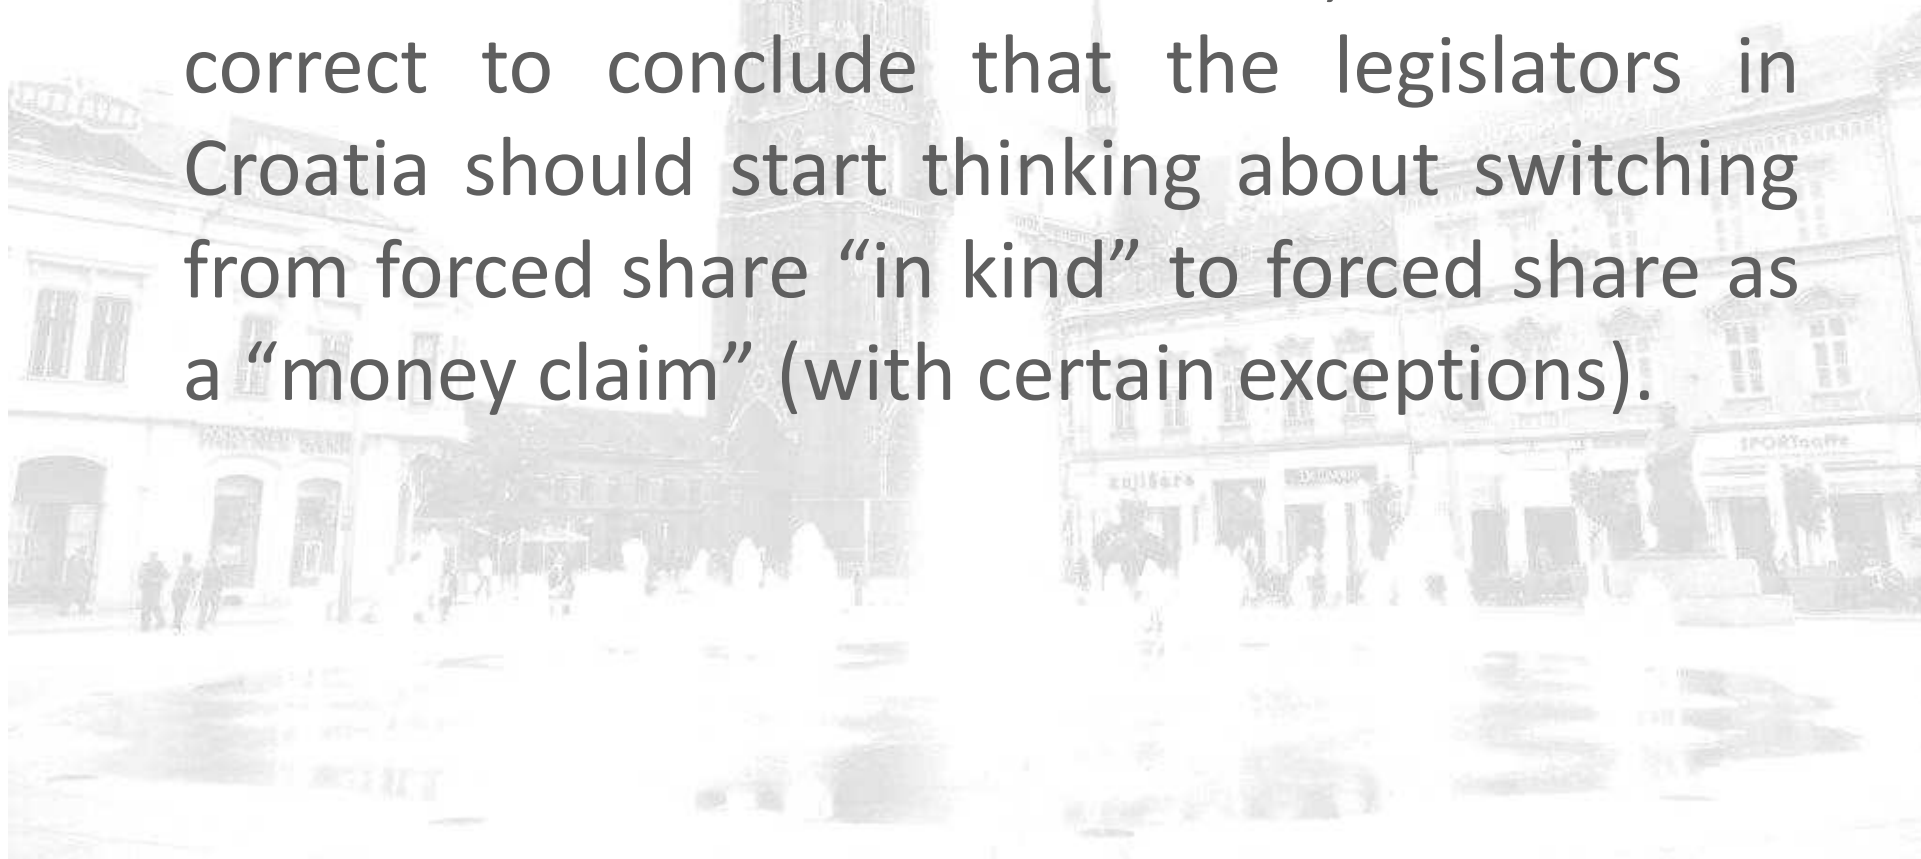 correct to conclude that the legislators in
Croatia should start thinking about switching
from forced share “in kind” to forced share as
a “money claim” (with certain exceptions).